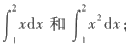 ∫₁² x dx 和 ∫₁² x² dx;